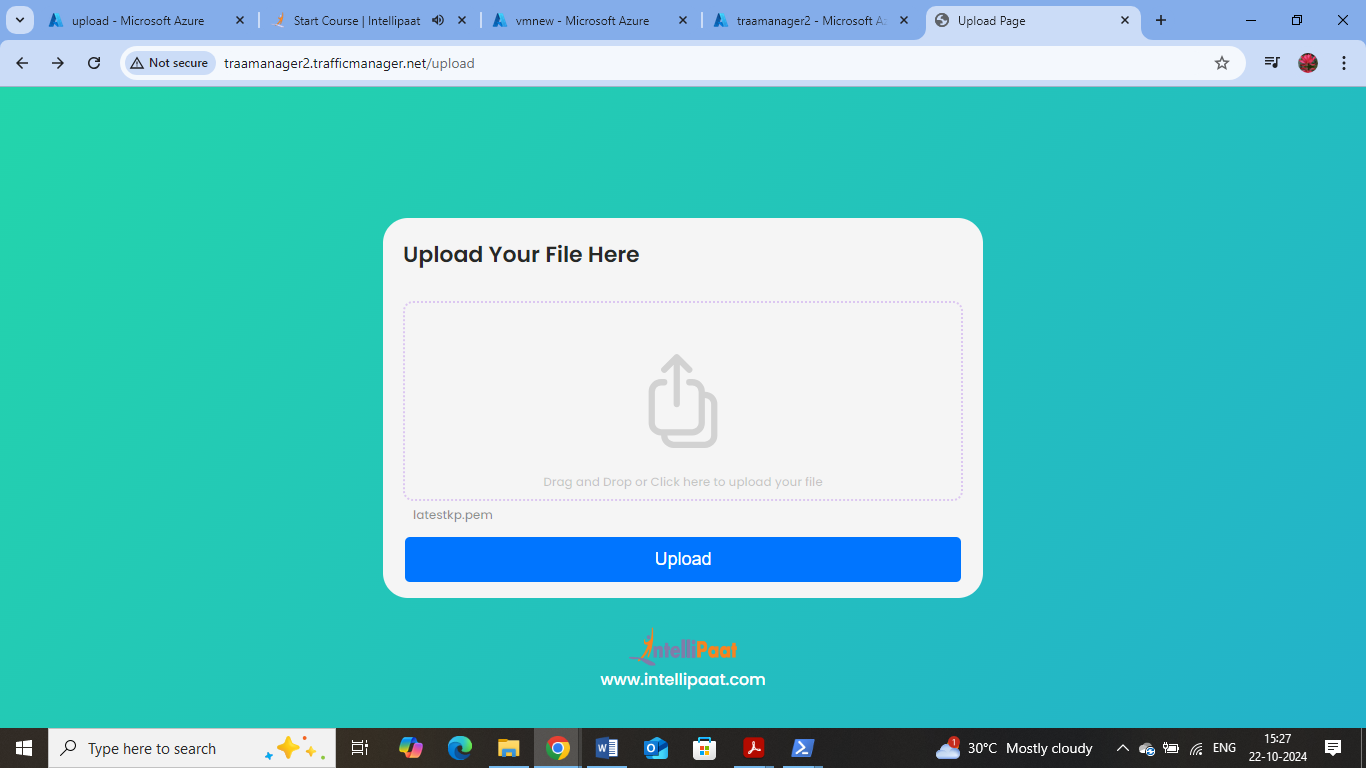 upload - Microsoft Azure
Start Course | Intellipaat
vmnew - Microsoft Azure
traamanager2 - Microsoft Az
Upload Page
Not secure
traamanager2.trafficmanager.net/upload
Upload Your File Here
Drag and Drop or Click here to upload your file
latestkp.pem
Upload
IntelliPaat
www.intellipaat.com
Type here to search
1
30°C Mostly cloudy
ENG
15:27
22-10-2024